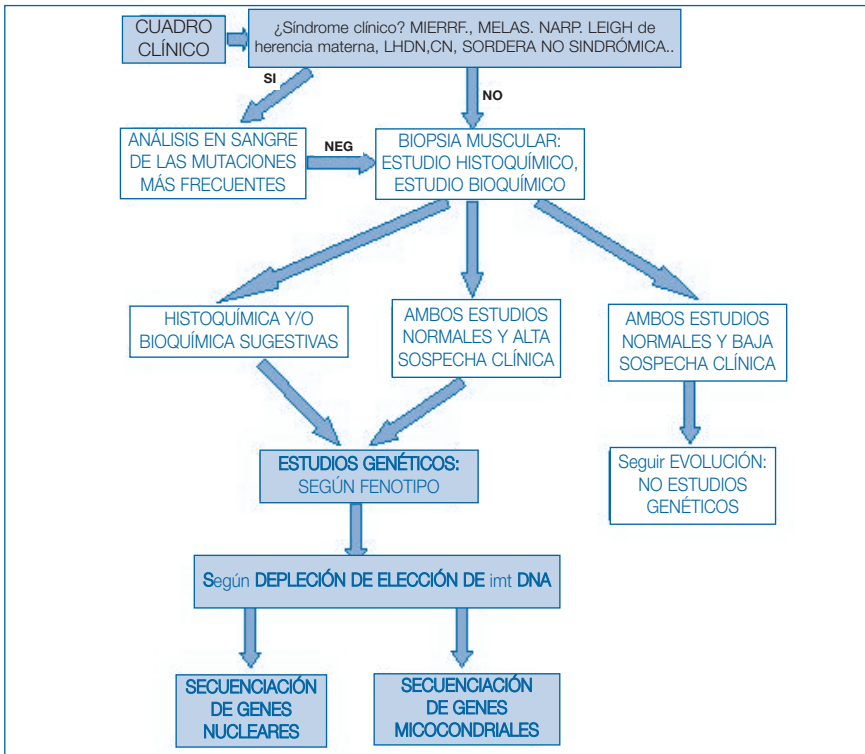 CUADRO
CLÍNICO
¿Síndrome clínico? MIERRF., MELAS. NARP. LEIGH de
herencia materna, LHDN,CN, SORDERA NO SINDRÓMICA..
SI
NO
ANÁLISIS EN SANGRE
DE LAS MUTACIONES
MÁS FRECUENTES
NEG
BIOPSIA MUSCULAR:
ESTUDIO HISTOQUÍMICO,
ESTUDIO BIOQUÍMICO
HISTOQUÍMICA Y/O
BIOQUÍMICA SUGESTIVAS
AMBOS ESTUDIOS
NORMALES Y ALTA
SOSPECHA CLÍNICA
AMBOS ESTUDIOS
NORMALES Y BAJA
SOSPECHA CLÍNICA
ESTUDIOS GENÉTICOS:
SEGÚN FENOTIPO
Seguir EVOLUCIÓN:
NO ESTUDIOS
GENÉTICOS
Según DEPLECIÓN DE ELECCIÓN DE imt DNA
SECUENCIACIÓN
DE GENES
NUCLEARES
SECUENCIACIÓN
DE GENES
MICOCONDRIALES